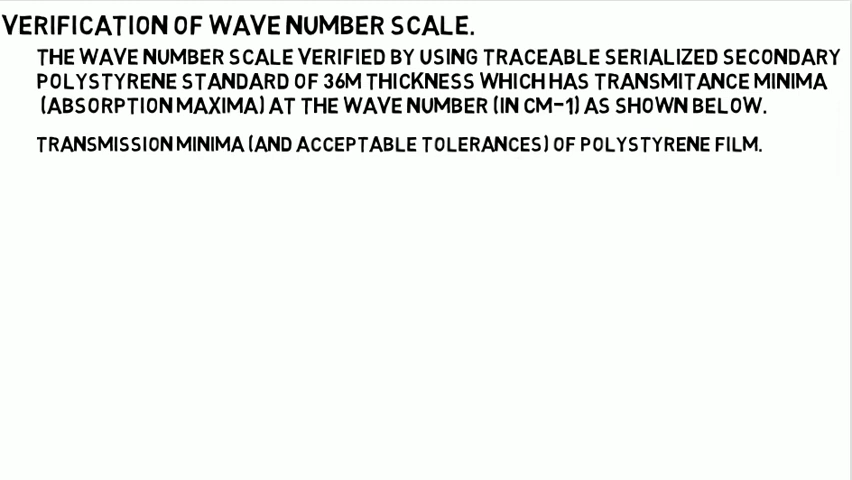 VERIFICATION OF WAVE NUMBER SCALE.
THE WAVE NUMBER SCALE VERIFIED BY USING TRACEABLE SERIALIZED SECONDARY
POLYSTYRENE STANDARD OF 36M THICKNESS WHICH HAS TRANSMITANCE MINIMA
(ABSORPTION MAXIMA) AT THE WAVE NUMBER (IN CM-1) AS SHOWN BELOW.
TRANSMISSION MINIMA (AND ACCEPTABLE TOLERANCES) OF POLYSTYRENE FILM.